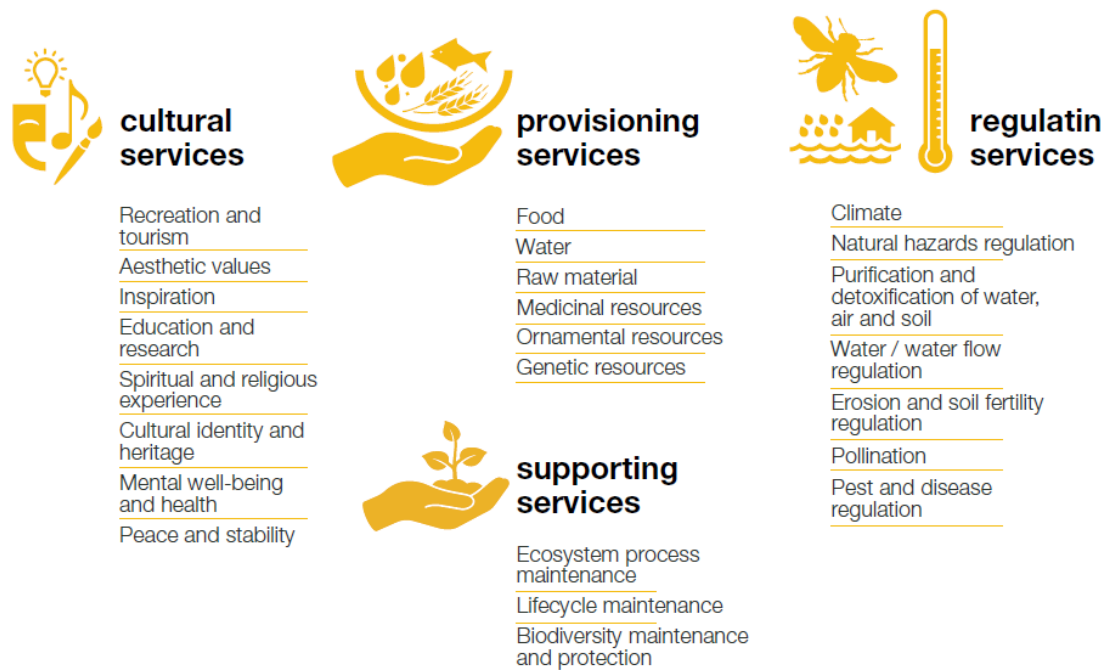 cultural
services
Recreation and
tourism
Aesthetic values
Inspiration
Education and
research
Spiritual and religious
experience
Cultural identity and
heritage
Mental well-being
and health
Peace and stability
provisioning
services
Food
Water
Raw material
Medicinal resources
Ornamental resources
Genetic resources
supporting
services
Ecosystem process
maintenance
Lifecycle maintenance
Biodiversity maintenance
and protection
regulatin
services
Climate
Natural hazards regulation
Purification and
detoxification of water,
air and soil
Water / water flow
regulation
Erosion and soil fertility
regulation
Pollination
Pest and disease
regulation